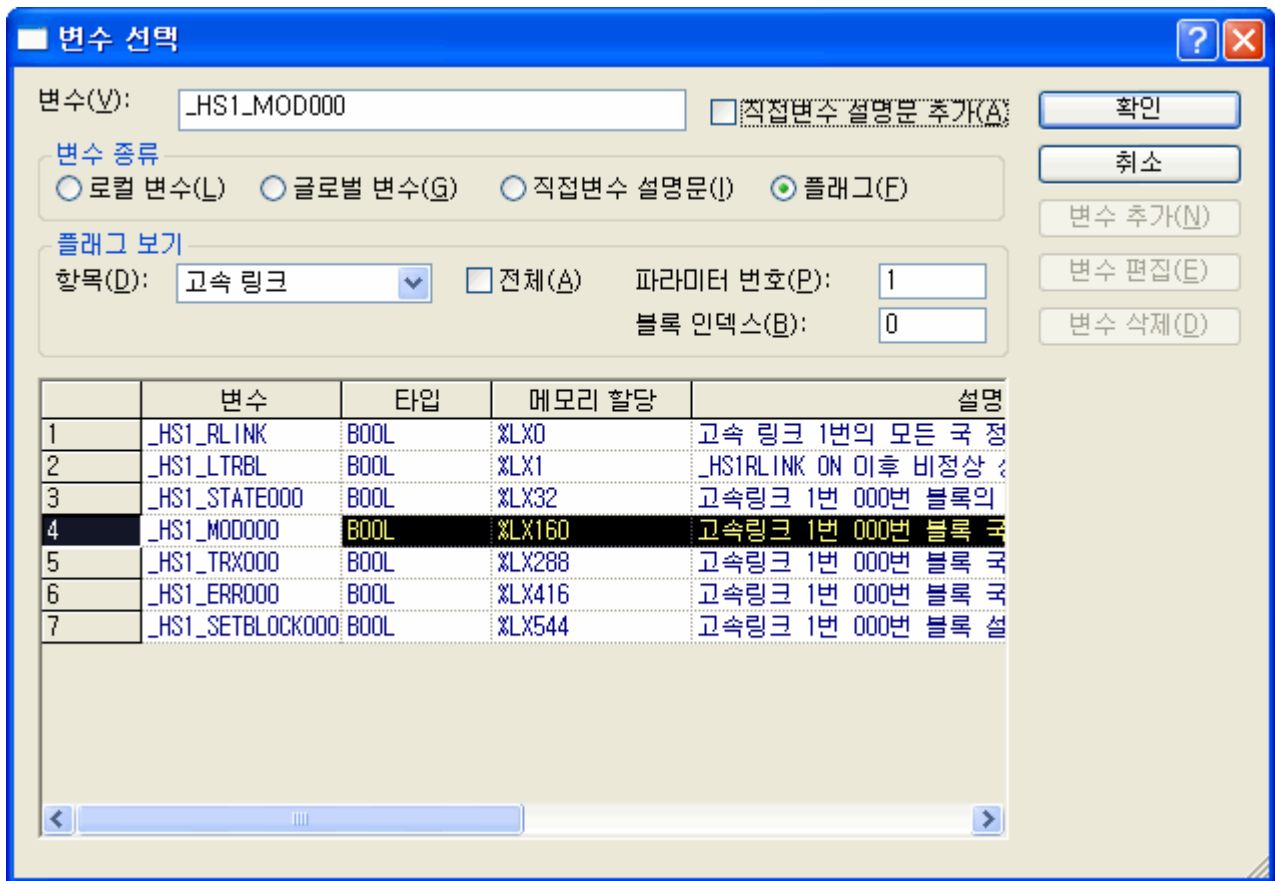 변수 선택
변수(V): _HS1_MOD000 직접변수 설명문 추가(A) 확인
변수 종류 취소
로컬 변수(L) 글로벌 변수(G) 직접변수 설명문(I) 플래그(F)
변수 추가(N)
플래그 보기
항목(D): 고속 링크 전체(A) 파라미터 번호(P): 1 변수 편집(E)
블록 인덱스(B): 0 변수 삭제(D)
변수 타입 메모리 할당 설명
1 _HS1_RLINK BOOL %LX0 고속 링크 1번의 모든 국 정
2 _HS1_LTRBL BOOL %LX1 _HS1RLINK ON 이후 비정상
3 _HS1_STATE000 BOOL %LX32 고속링크 1번 000번 블록의
4 _HS1_MOD000 BOOL %LX160 고속링크 1번 000번 블록 국
5 _HS1_TRX000 BOOL %LX288 고속링크 1번 000번 블록 국
6 _HS1_ERR000 BOOL %LX416 고속링크 1번 000번 블록 국
7 _HS1_SETBLOCK000 BOOL %LX544 고속링크 1번 000번 블록 설